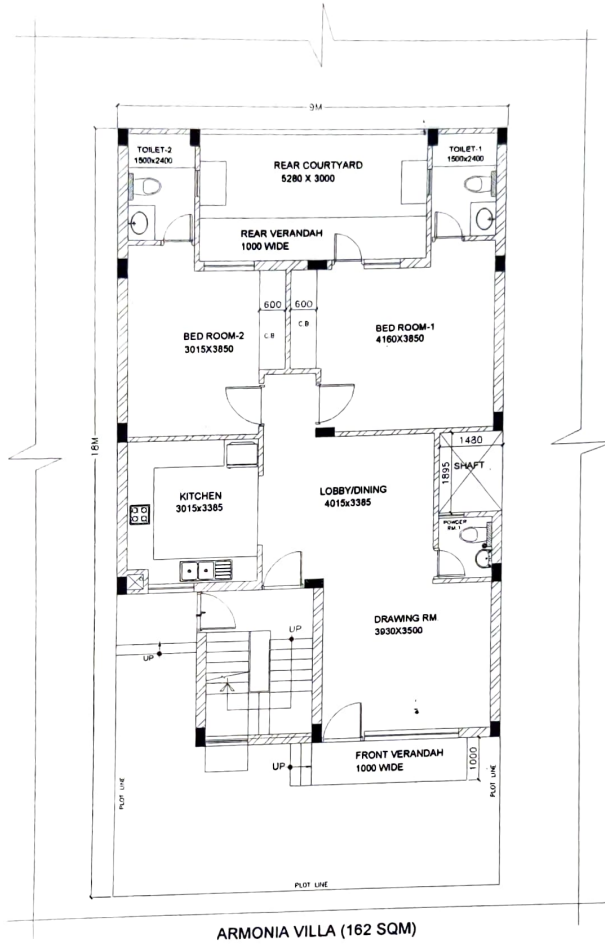 9M
TOILET-2
1500x2400
REAR COURTYARD
5280 X 3000
TOILET-1
1500x2400
REAR VERANDAH
1000 WIDE
600
600
BED ROOM-2
3015X3850
C.B
C.B
BED ROOM-1
4160X3850
18M
1480
1895
SHAFT
KITCHEN
3015x3385
LOBBY/DINING
4015x3385
POWDER
RM.1
DRAWING RM
3930X3500
UP
UP
UP
FRONT VERANDAH
1000 WIDE
1000
PLOT LINE
PLOT LINE
PLOT LINE
ARMONIA VILLA (162 SQM)